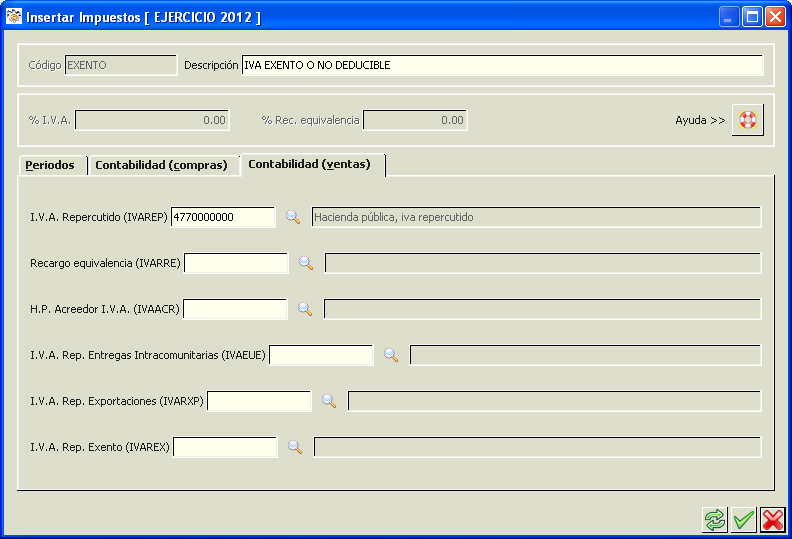 Insertar Impuestos [ EJERCICIO 2012 ]
Código EXENTO Descripción IVA EXENTO O NO DEDUCIBLE
% I.V.A. 0.00 % Rec. equivalencia 0.00 Ayuda >>
Periodos Contabilidad (compras) Contabilidad (ventas)
I.V.A. Repercutido (IVAREP) 4770000000 Hacienda pública, iva repercutido
Recargo equivalencia (IVARRE)
H.P. Acreedor I.V.A. (IVAACR)
I.V.A. Rep. Entregas Intracomunitarias (IVAEUE)
I.V.A. Rep. Exportaciones (IVARXP)
I.V.A. Rep. Exento (IVAREX)